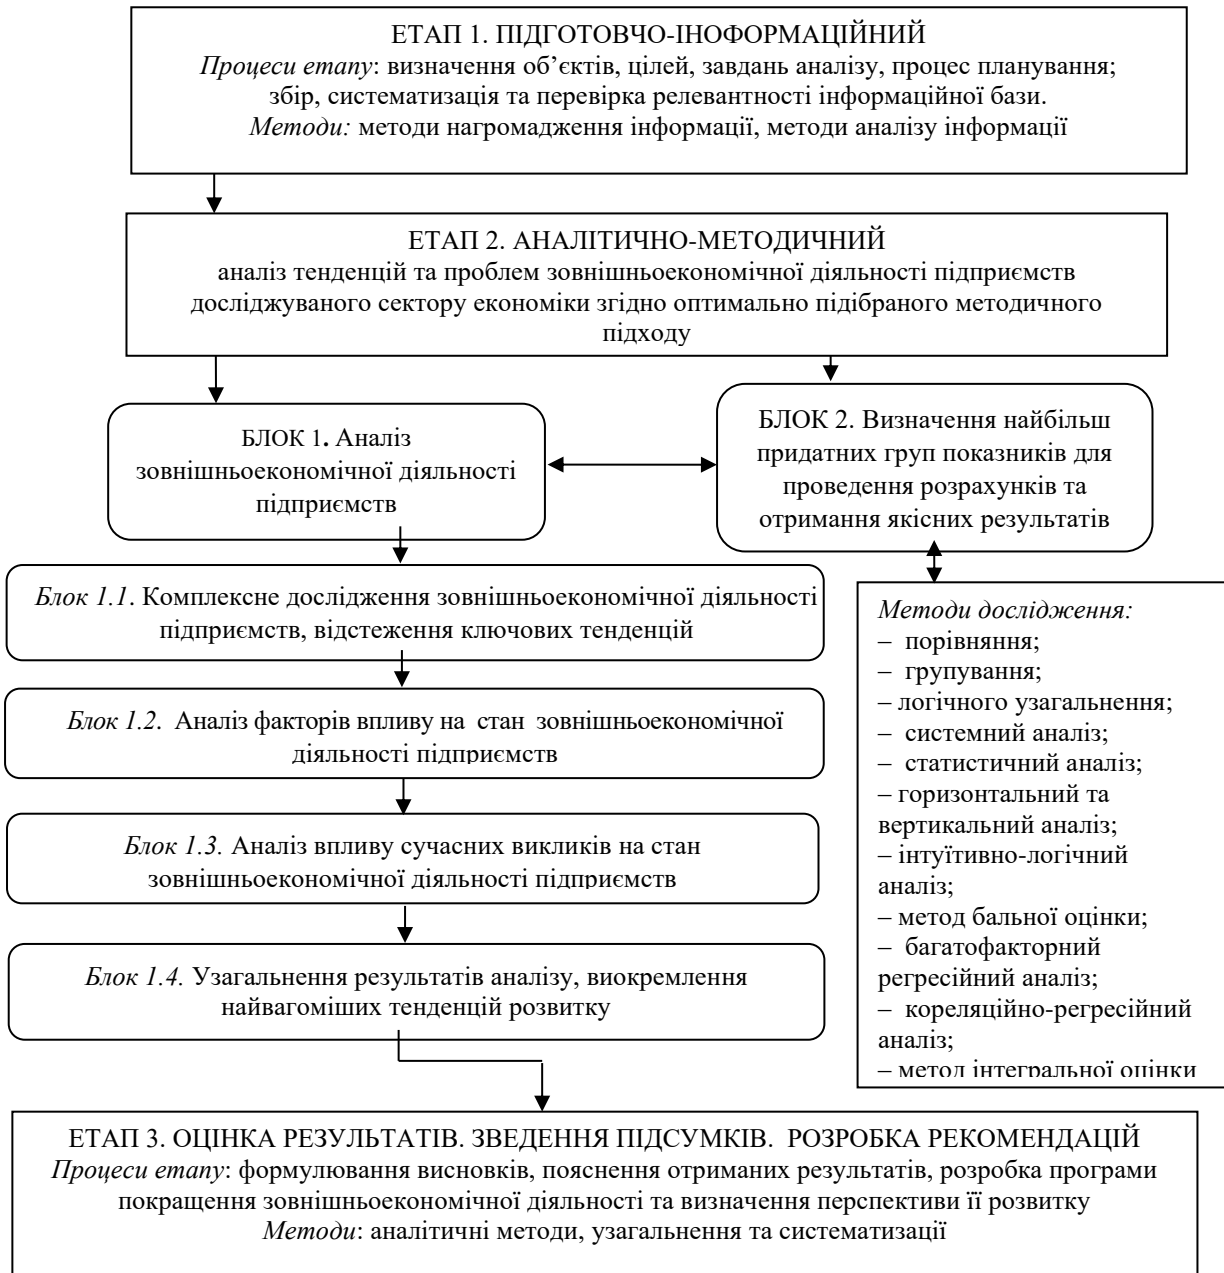 ЕТАП 1. ПІДГОТОВЧО-ІНОФОРМАЦІЙНИЙ
Процеси етапу: визначення об’єктів, цілей, завдань аналізу, процес планування;
збір, систематизація та перевірка релевантності інформаційної бази.
Методи: методи нагромадження інформації, методи аналізу інформації
ЕТАП 2. АНАЛІТИЧНО-МЕТОДИЧНИЙ
аналіз тенденцій та проблем зовнішньоекономічної діяльності підприємств
досліджуваного сектору економіки згідно оптимально підібраного методичного
підходу
БЛОК 1. Аналіз
зовнішньоекономічної діяльності
підприємств
БЛОК 2. Визначення найбільш
придатних груп показників для
проведення розрахунків та
отримання якісних результатів
Блок 1.1. Комплексне дослідження зовнішньоекономічної діяльності
підприємств, відстеження ключових тенденцій
Блок 1.2. Аналіз факторів впливу на стан зовнішньоекономічної
діяльності підприємств
Блок 1.3. Аналіз впливу сучасних викликів на стан
зовнішньоекономічної діяльності підприємств
Блок 1.4. Узагальнення результатів аналізу, виокремлення
найвагоміших тенденцій розвитку
Методи дослідження:
– порівняння;
– групування;
– логічного узагальнення;
– системний аналіз;
– статистичний аналіз;
– горизонтальний та
вертикальний аналіз;
– інтуїтивно-логічний
аналіз;
– метод бальної оцінки;
– багатофакторний
регресійний аналіз;
– кореляційно-регресійний
аналіз;
– метод інтегральної оцінки
ЕТАП 3. ОЦІНКА РЕЗУЛЬТАТІВ. ЗВЕДЕННЯ ПІДСУМКІВ. РОЗРОБКА РЕКОМЕНДАЦІЙ
Процеси етапу: формулювання висновків, пояснення отриманих результатів, розробка програми
покращення зовнішньоекономічної діяльності та визначення перспективи її розвитку
Методи: аналітичні методи, узагальнення та систематизації